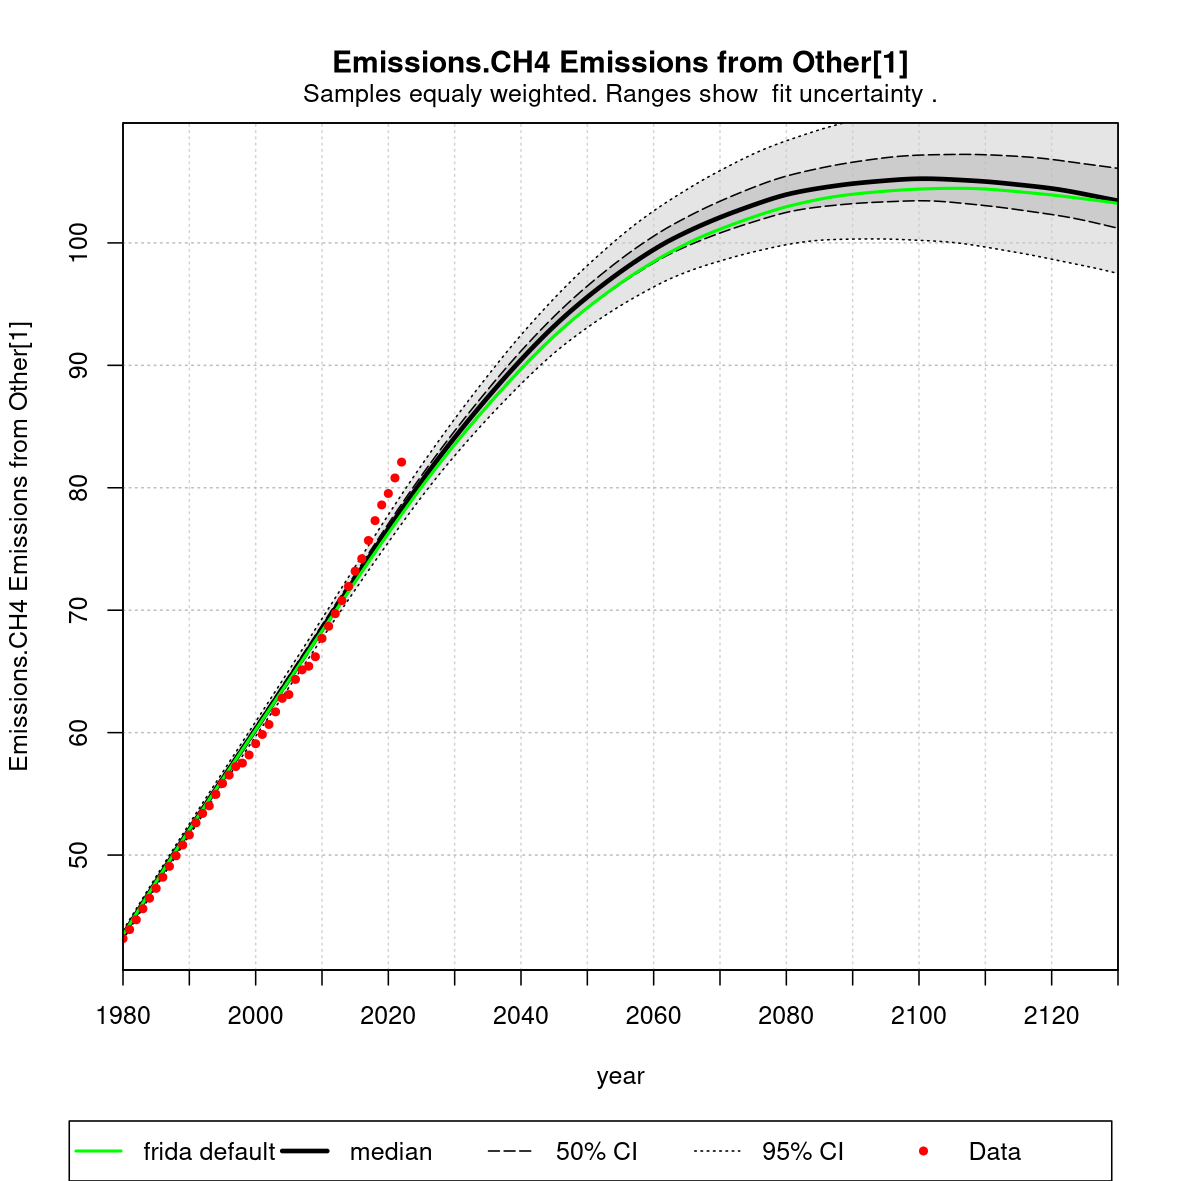 Emissions.CH4 Emissions from Other[1]
Samples equaly weighted. Ranges show  fit uncertainty .
Emissions.CH4 Emissions from Other[1]
100
90
80
70
60
50
1980 2000 2020 2040 2060 2080 2100 2120
year
frida default median 50% CI 95% CI Data